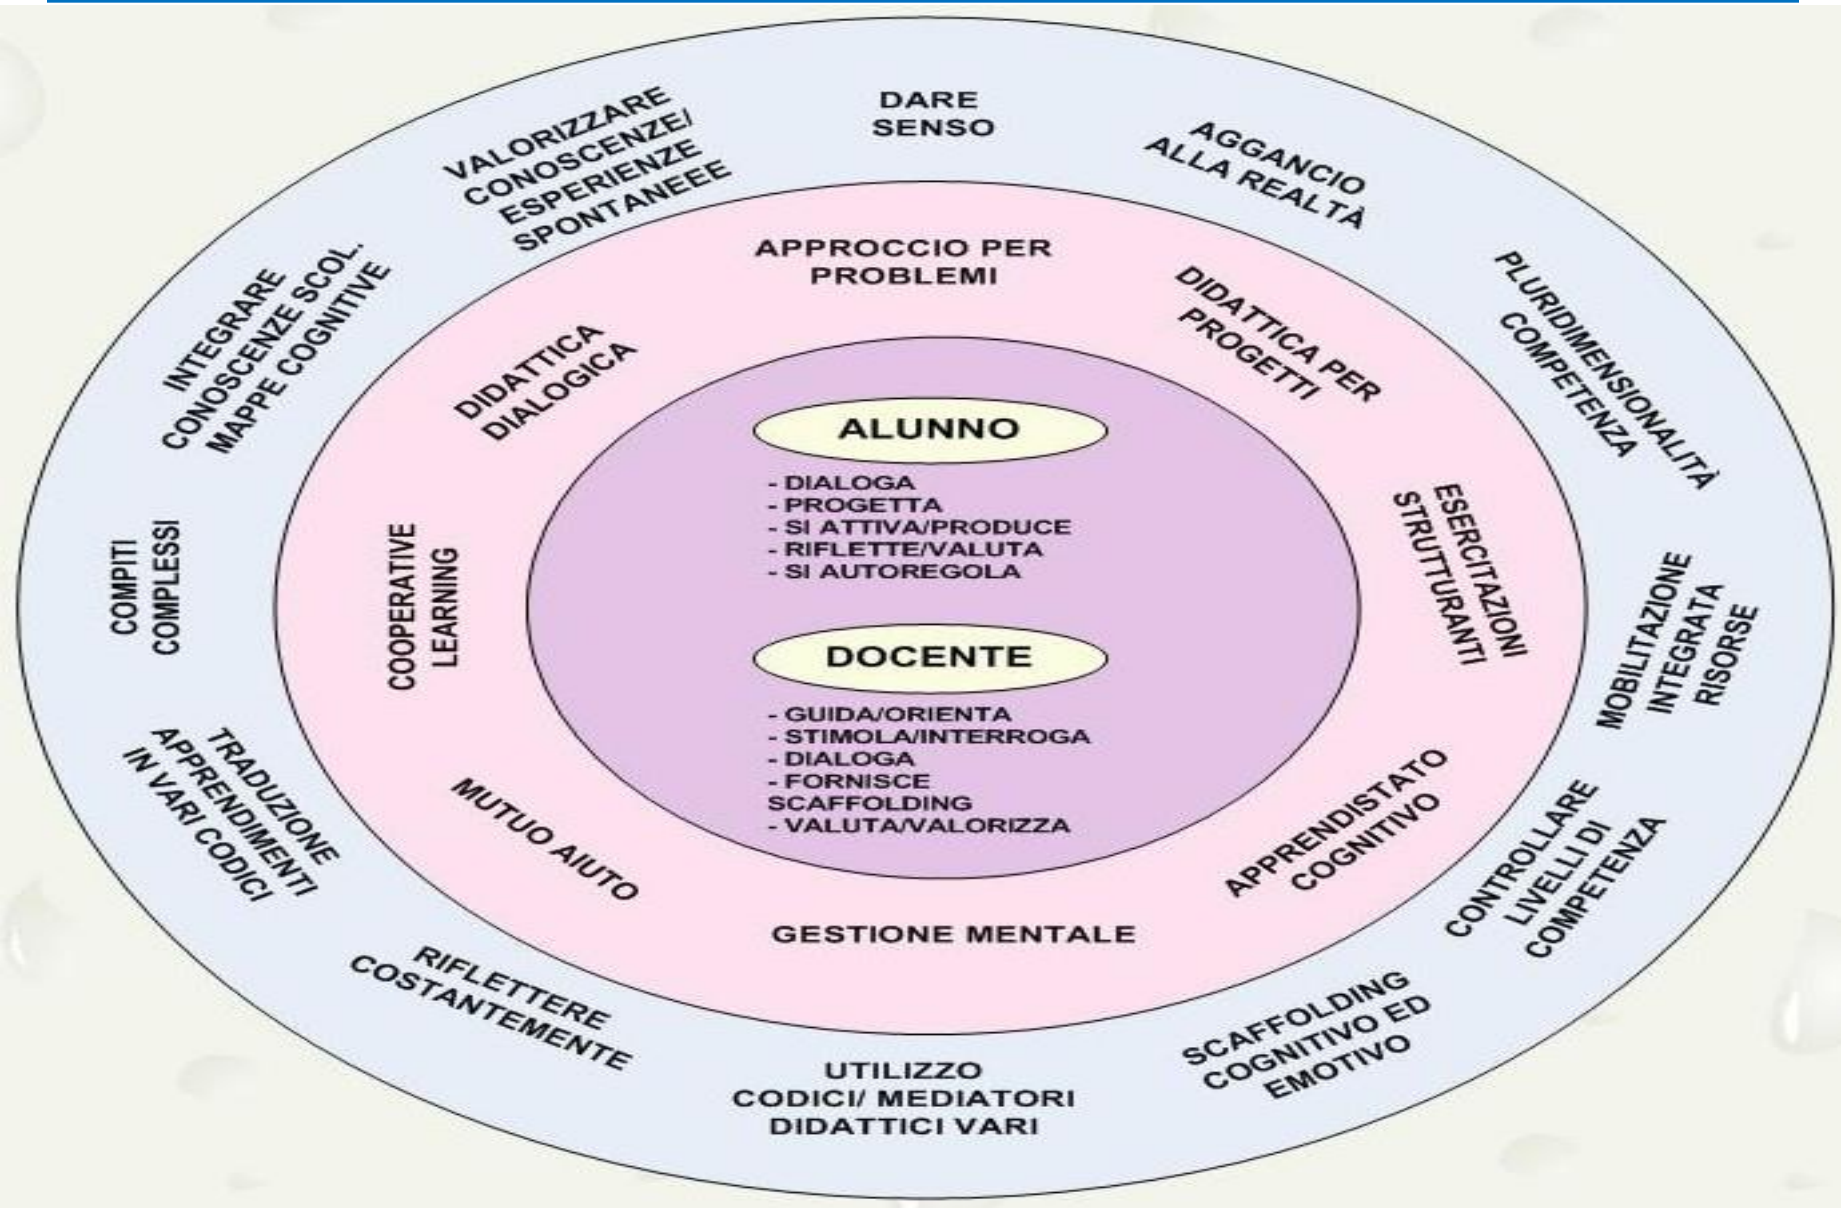 DARE
SENSO
AGGANCIO
ALLA REALTÀ
PLURIDIMENSIONALITÀ
COMPETENZA
MOBILITAZIONE
INTEGRATA
RISORSE
CONTROLLARE
LIVELLI DI
COMPETENZA
SCAFFOLDING
COGNITIVO ED
EMOTIVO
UTILIZZO
CODICI/ MEDIATORI
DIDATTICI VARI
RIFLETTERE
COSTANTEMENTE
TRADUZIONE
APPRENDIMENTI
IN VARI CODICI
COMPITI
COMPLESSI
INTEGRARE
CONOSCENZE SCOL.
MAPPE COGNITIVE
VALORIZZARE
CONOSCENZE/
ESPERIENZE
SPONTANEEE
APPROCCIO PER
PROBLEMI
DIDATTICA PER
PROGETTI
ESERCITAZIONI
STRUTTURANTI
APPRENDISTATO
COGNITIVO
GESTIONE MENTALE
MUTUO AIUTO
COOPERATIVE
LEARNING
DIDATTICA
DIALOGICA
ALUNNO
- DIALOGA
- PROGETTA
- SI ATTIVA/PRODUCE
- RIFLETTE/VALUTA
- SI AUTOREGOLA
DOCENTE
- GUIDA/ORIENTA
- STIMOLA/INTERROGA
- DIALOGA
- FORNISCE
SCAFFOLDING
- VALUTA/VALORIZZA